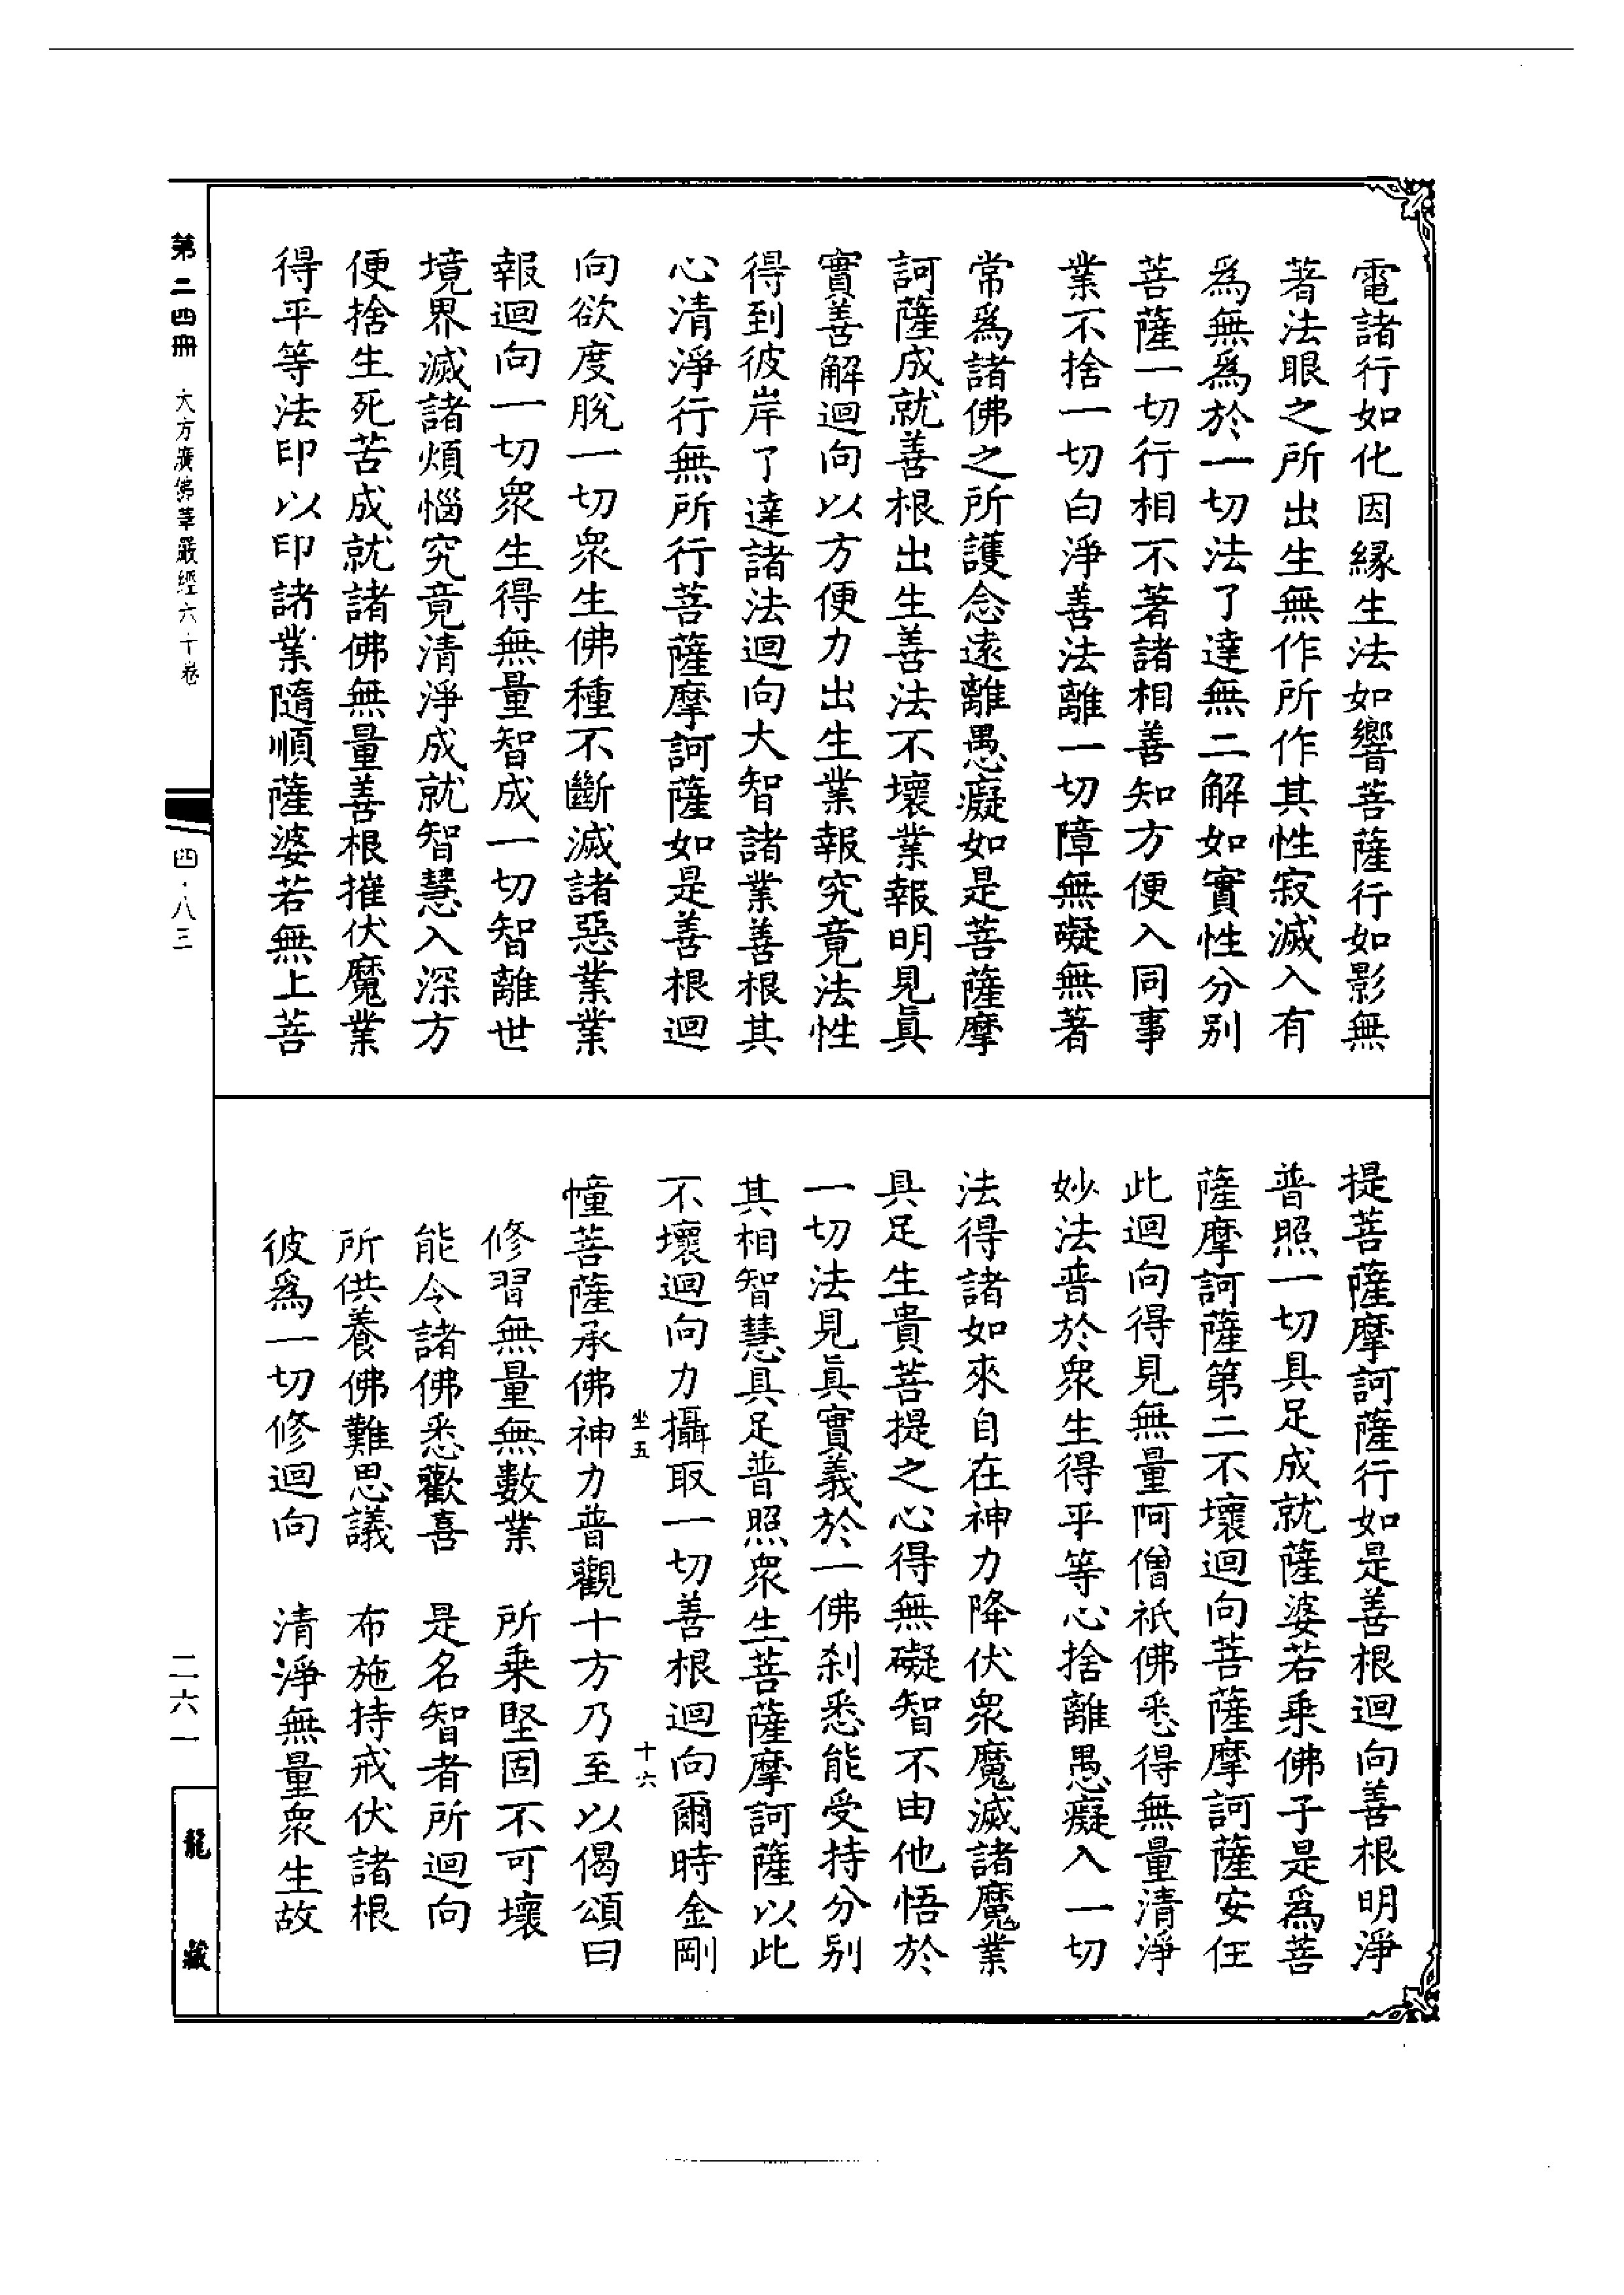 電諸行如化因緣生法如響菩薩行如影無
著法眼之所出生無作所作其性寂滅入有
爲無爲於一切法了達無二解如實性分別
菩薩一切行相不著諸相善知方便入同事
業不捨一切白淨善法離一切障無礙無著
常爲諸佛之所護念遠離愚癡如是菩薩摩
訶薩成就善根出生善法不壞業報明見眞
實善解迴向以方便力出生業報究竟法性
得到彼岸了達諸法迴向大智諸業善根其
心清淨行無所行菩薩摩訶薩如是善根迴
向欲度脫一切衆生佛種不斷滅諸惡業業
報迴向一切衆生得無量智成一切智離世
境界滅諸煩惱究竟清淨成就智慧入深方
便捨生死苦成就諸佛無量善根摧伏魔業
得平等法印以印諸業隨順薩婆若無上菩
提菩薩摩訶薩行如是善根迴向善根明淨
普照一切具足成就薩婆若乘佛子是爲菩
薩摩訶薩第二不壞迴向菩薩摩訶薩安住
此迴向得見無量阿僧祇佛悉得無量清淨
妙法普於衆生得平等心捨離愚癡入一切
法得諸如來自在神力降伏衆魔滅諸魔業
具足生貴菩提之心得無礙智不由他悟於
一切法見眞實義於一佛刹悉能受持分別
其相智慧具足普照衆生菩薩摩訶薩以此
不壞迴向力攝取一切善根迴向爾時金剛
坐五 十六
憧菩薩承佛神力普觀十方乃至以偈頌曰
修習無量無數業 所乘堅固不可壞
能令諸佛悉歡喜 是名智者所迴向
所供養佛難思議 布施持戒伏諸根
彼爲一切修迴向 清淨無量衆生故
第二四冊 大方廣佛華嚴經六十卷
四·八三
二六一
龍藏